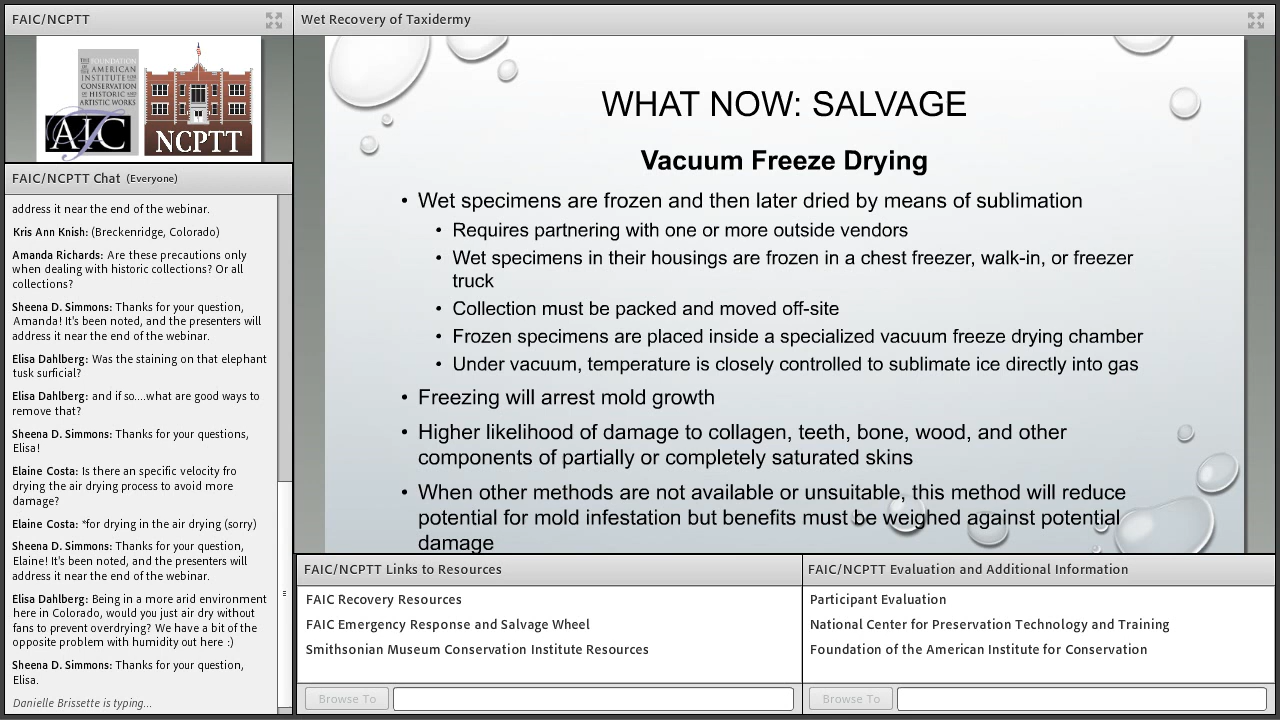 FAIC/NCPTT
THE FOUNDATION
OF THE AMERICAN
INSTITUTE FOR
CONSERVATION
OF HISTORIC AND
ARTISTIC WORKS
AIC
NCPTT
FAIC/NCPTT Chat (Everyone)
address it near the end of the webinar.
Kris Ann Knish: (Breckenridge, Colorado)
Amanda Richards: Are these precautions only
when dealing with historic collections? Or all
collections?
Sheena D. Simmons: Thanks for your question,
Amanda! It's been noted, and the presenters will
address it near the end of the webinar.
Elisa Dahlberg: Was the staining on that elephant
tusk surficial?
Elisa Dahlberg: and if so....what are good ways to
remove that?
Sheena D. Simmons: Thanks for your questions,
Elisa!
Elaine Costa: Is there an specific velocity fro
drying the air drying process to avoid more
damage?
Elaine Costa: *for drying in the air drying (sorry)
Sheena D. Simmons: Thanks for your question,
Elaine! It's been noted, and the presenters will
address it near the end of the webinar.
Elisa Dahlberg: Being in a more arid environment
here in Colorado, would you just air dry without
fans to prevent overdrying? We have a bit of the
opposite problem with humidity out here :)
Sheena D. Simmons: Thanks for your question,
Elisa.
Danielle Brissette is typing...
Wet Recovery of Taxidermy
WHAT NOW: SALVAGE
Vacuum Freeze Drying
• Wet specimens are frozen and then later dried by means of sublimation
• Requires partnering with one or more outside vendors
• Wet specimens in their housings are frozen in a chest freezer, walk-in, or freezer
truck
• Collection must be packed and moved off-site
• Frozen specimens are placed inside a specialized vacuum freeze drying chamber
• Under vacuum, temperature is closely controlled to sublimate ice directly into gas
• Freezing will arrest mold growth
• Higher likelihood of damage to collagen, teeth, bone, wood, and other
components of partially or completely saturated skins
• When other methods are not available or unsuitable, this method will reduce
potential for mold infestation but benefits must be weighed against potential
damage
FAIC/NCPTT Links to Resources
FAIC Recovery Resources
FAIC Emergency Response and Salvage Wheel
Smithsonian Museum Conservation Institute Resources
Browse To
FAIC/NCPTT Evaluation and Additional Information
Participant Evaluation
National Center for Preservation Technology and Training
Foundation of the American Institute for Conservation
Browse To